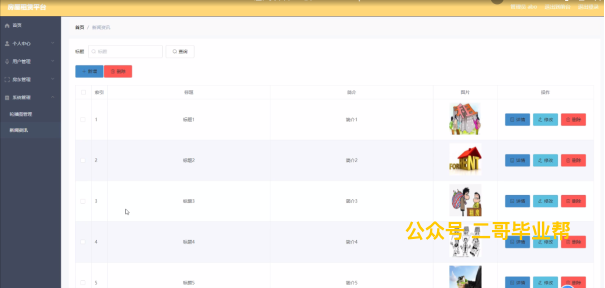 首页 / 新闻资讯
首页
个人中心
用户管理
系统管理
轮播图管理
新闻资讯
标题 标题 查询
新增 删除
索引 标题 简介 图片 操作
1 标题1 简介1 详情 修改 删除
2 标题2 简介2 详情 修改 删除
3 标题3 简介3 详情 修改 删除
4 标题4 简介4 详情 修改 删除
5 标题5 简介5 详情 修改 删除
公众号:二哥毕业帮